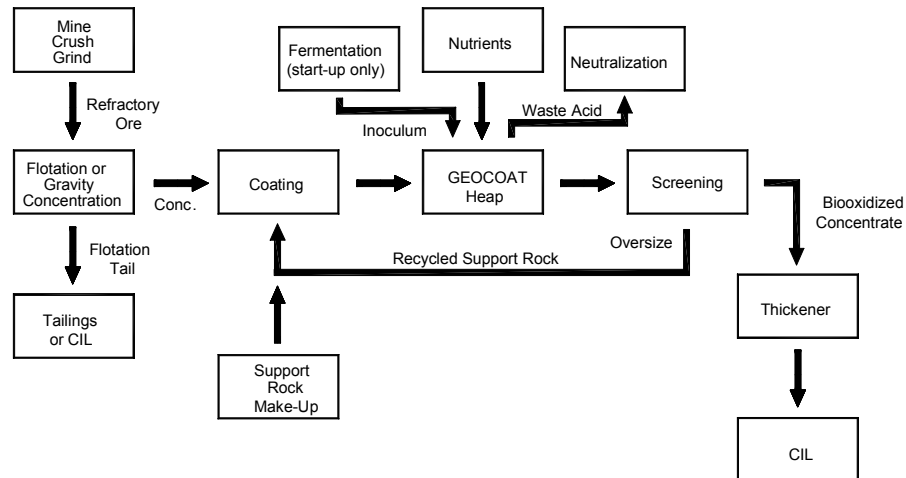 Mine
Crush
Grind
Fermentation
(start-up only)
Nutrients
Neutralization
Refractory
Ore
Inoculum
Waste Acid
Flotation or
Gravity
Concentration
Conc.
Coating
GEOCOAT
Heap
Screening
Biooxidized
Concentrate
Flotation
Tail
Recycled Support Rock
Oversize
Tailings
or CIL
Thickener
Support
Rock
Make-Up
CIL